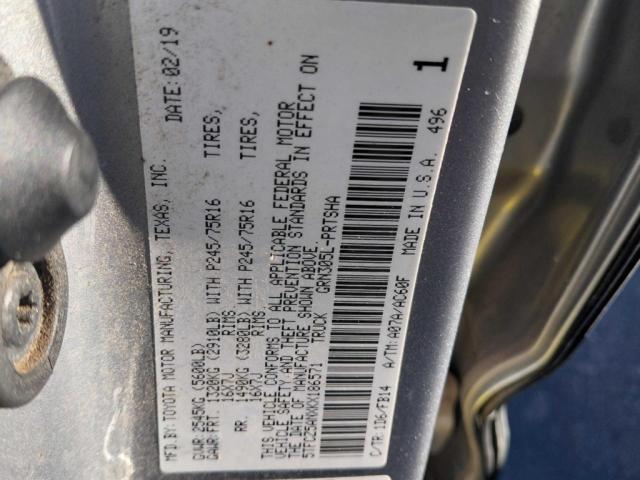 MFD.BY: TOYOTA MOTOR MANUFACTURING, TEXAS, INC. DATE: 02/19
GVWR: 2545KG (5600LB)
GAWR: FRT. 1320KG (2910LB) WITH P245/75R16 TIRES,
16X7J RIMS
RR. 1490KG (3280LB) WITH P245/75R16 TIRES,
16X7J RIMS,
THIS VEHICLE CONFORMS TO ALL APPLICABLE FEDERAL MOTOR
VEHICLE SAFETY AND THEFT PREVENTION STANDARDS IN EFFECT ON
THE DATE OF MANUFACTURE SHOWN ABOVE.
5TFCZ5ANXKX186571 TRUCK GRN305L-PRTSHA
1
C/TR: 1D6/FB14 A/TM: A07A/AC60F MADE IN U.S.A. 496